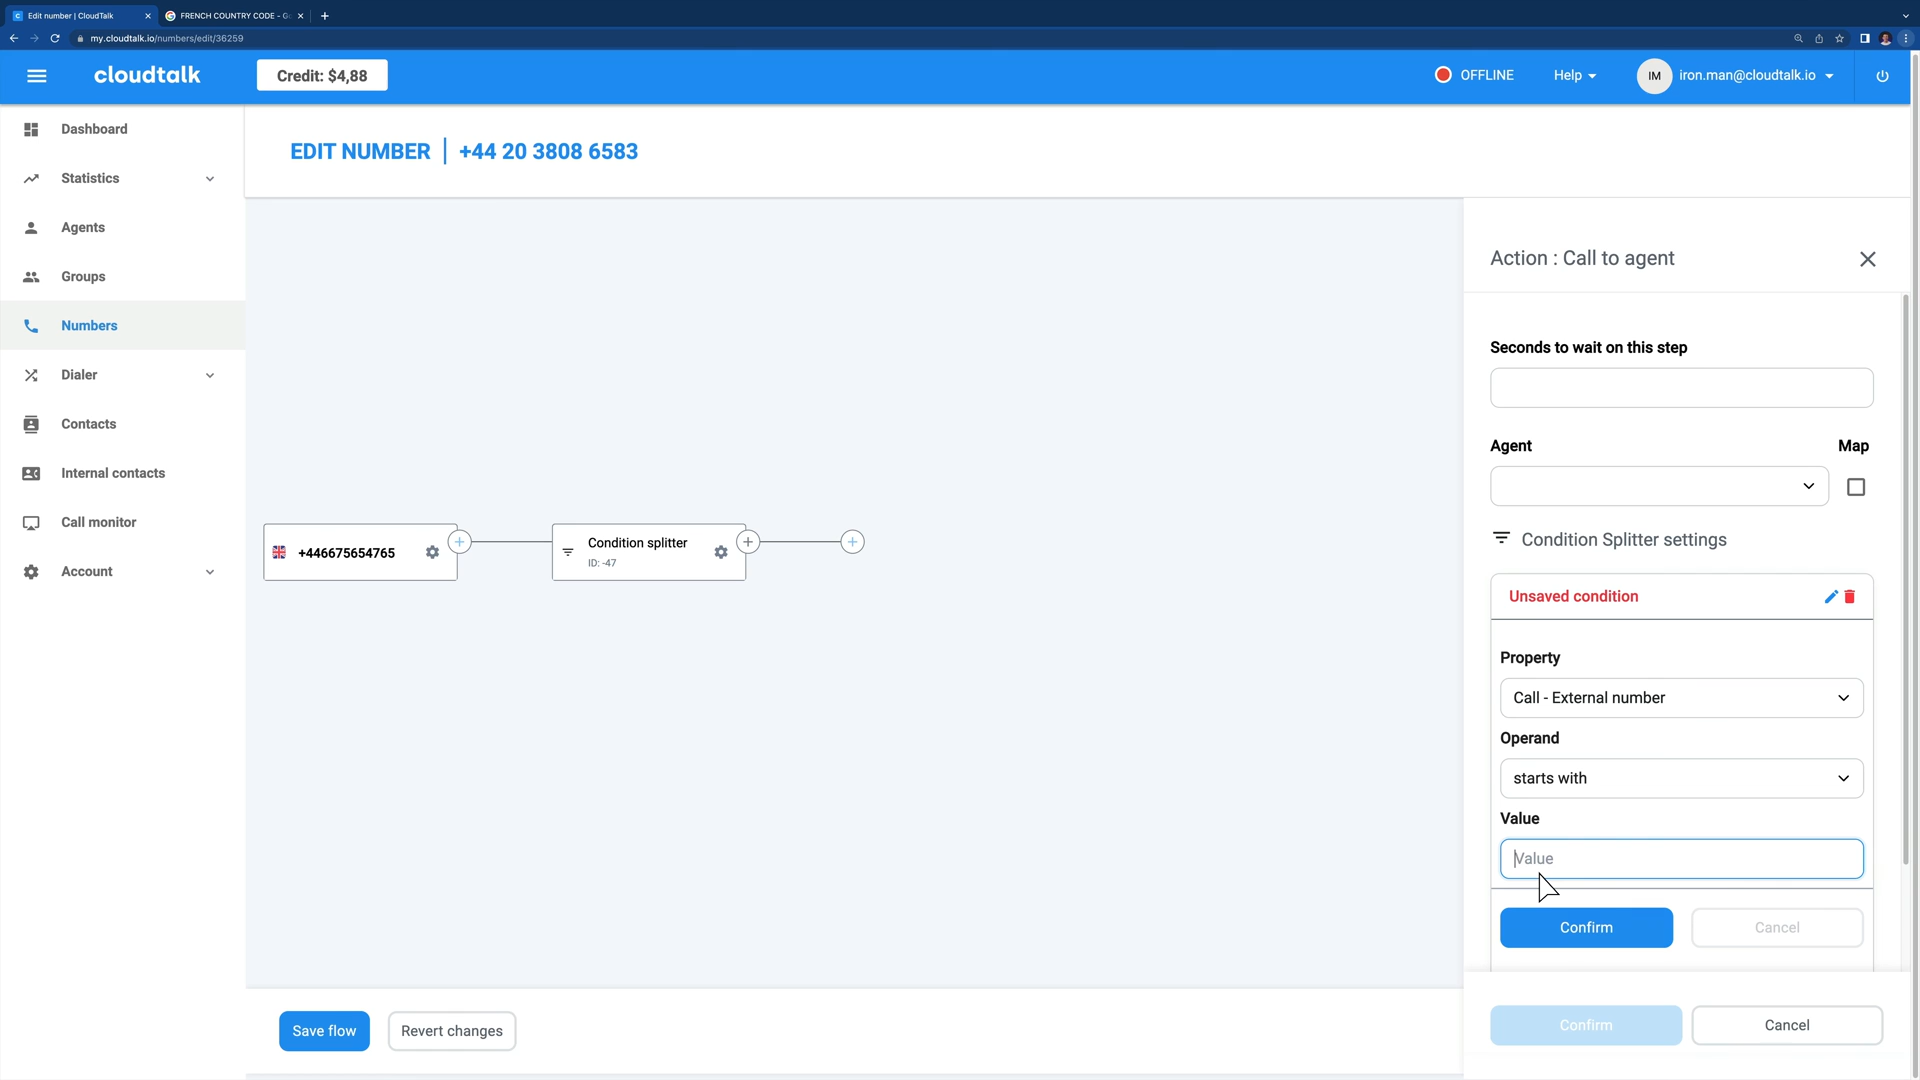 Edit number | CloudTalk
FRENCH COUNTRY CODE - G
my.cloudtalk.io/numbers/edit/36259
cloudtalk
Credit: $4,88
OFFLINE
Help
IM
iron.man@cloudtalk.io
Dashboard
Statistics
Agents
Groups
Numbers
Dialer
Contacts
Internal contacts
Call monitor
Account
EDIT NUMBER | +44 20 3808 6583
+446675654765
Condition splitter
ID: -47
Save flow
Revert changes
Action : Call to agent
Seconds to wait on this step
Agent
Map
Condition Splitter settings
Unsaved condition
Property
Call - External number
Operand
starts with
Value
Value
Confirm
Cancel
Confirm
Cancel